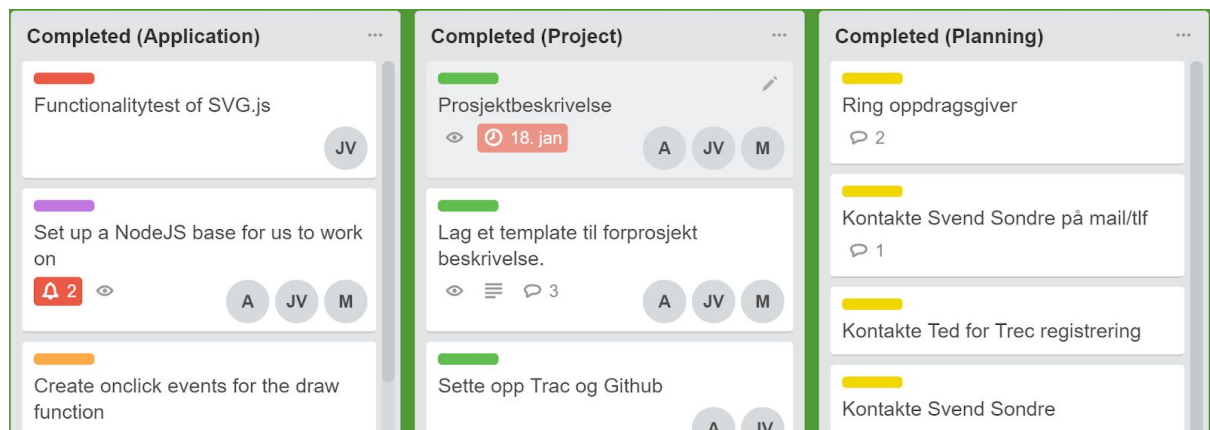 Completed (Application)
Functionalitytest of SVG.js
JV
Set up a NodeJS base for us to work
on
2
A JV M
Create onclick events for the draw
function
Completed (Project)
Prosjektbeskrivelse
18. jan
A JV M
Lag et template til forprosjekt
beskrivelse.
3
A JV M
Sette opp Trac og Github
A JV
Completed (Planning)
Ring oppdragsgiver
2
Kontakte Svend Sondre på mail/tlf
1
Kontakte Ted for Trec registrering
Kontakte Svend Sondre